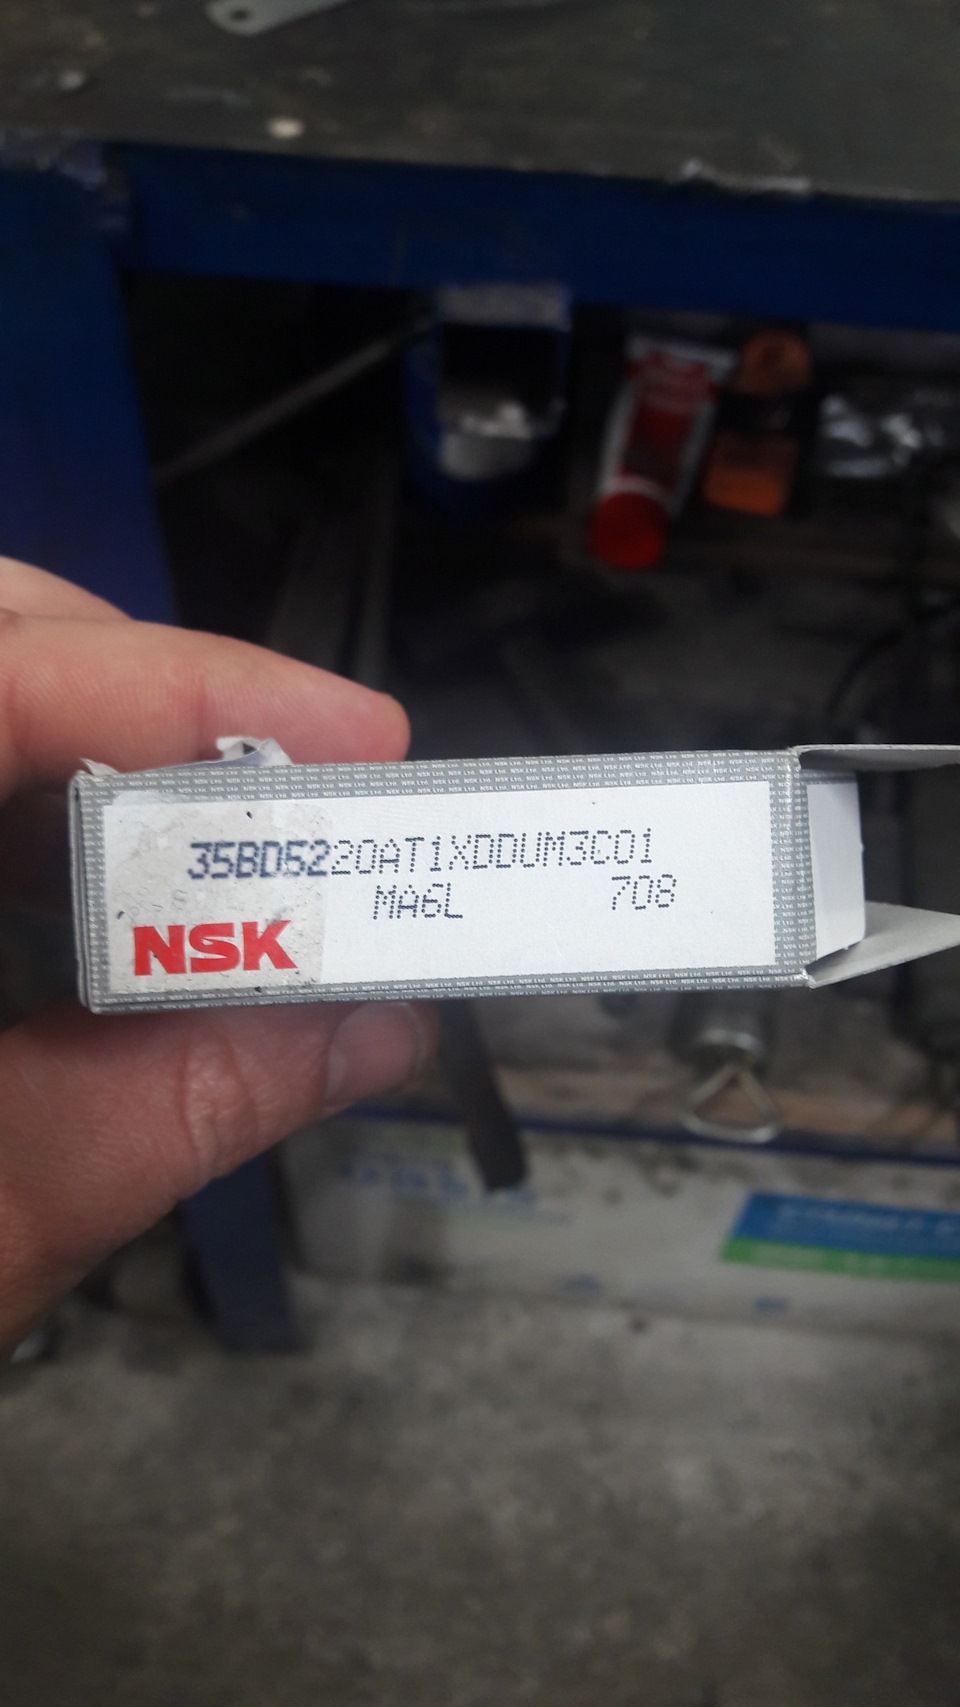 35BD5220AT1XDDUM3C01
MA6L 708
NSK